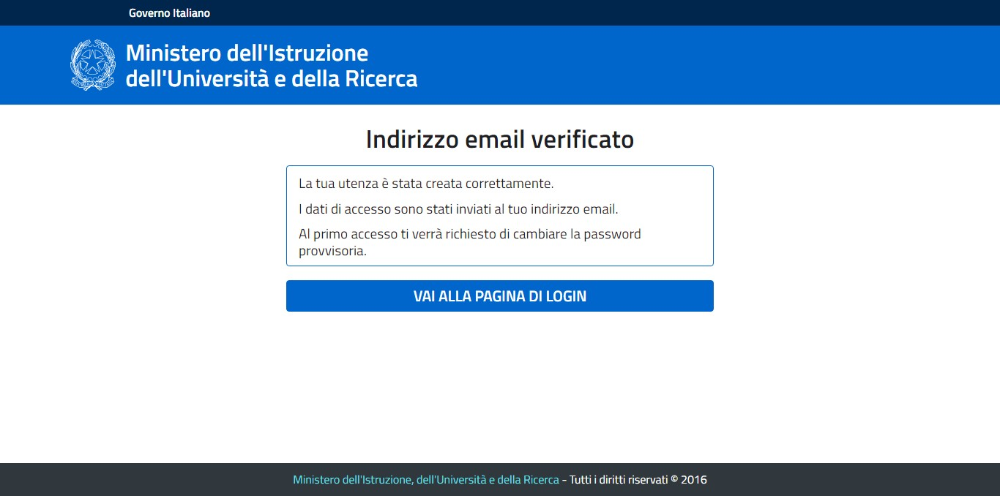 Governo Italiano
Ministero dell'Istruzione
dell'Università e della Ricerca
Indirizzo email verificato
La tua utenza è stata creata correttamente.
I dati di accesso sono stati inviati al tuo indirizzo email.
Al primo accesso ti verrà richiesto di cambiare la password
provvisoria.
VAI ALLA PAGINA DI LOGIN
Ministero dell'Istruzione, dell'Università e della Ricerca - Tutti i diritti riservati © 2016